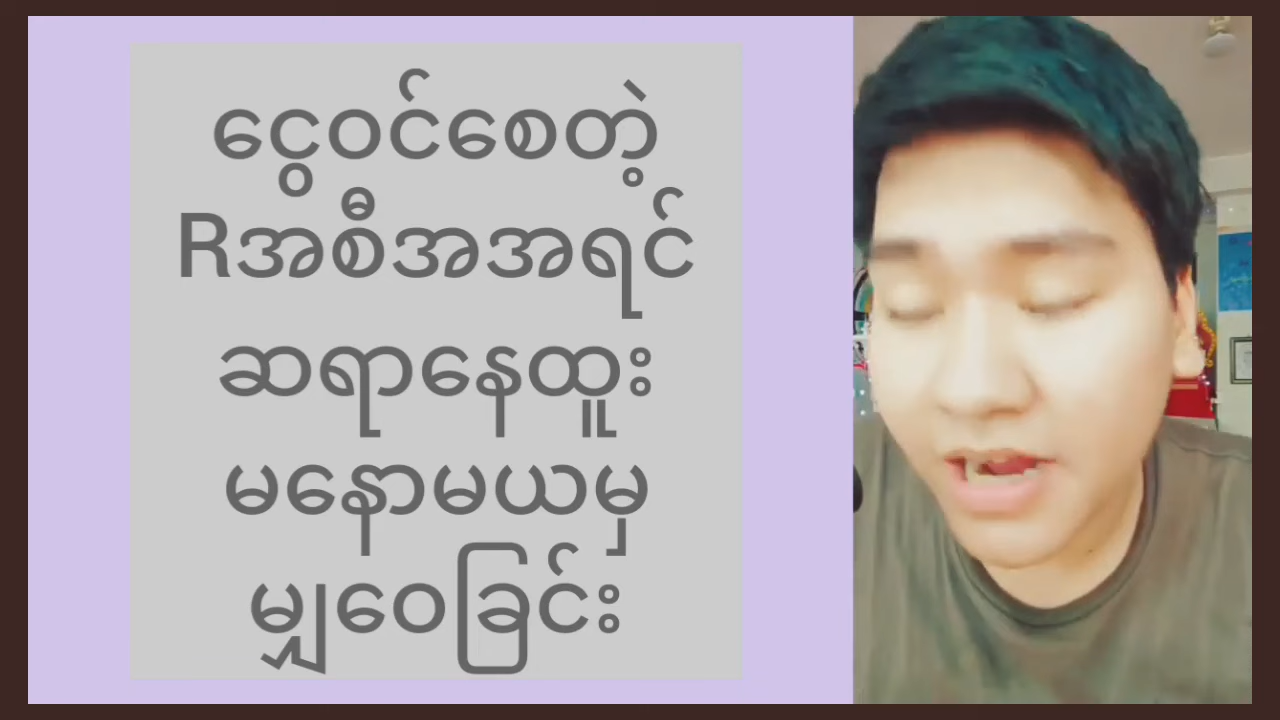 ငွေဝင်စေတဲ့
Rအစီအအရင်
ဆရာနေထူး
မနောမယမှ
မျှဝေခြင်း